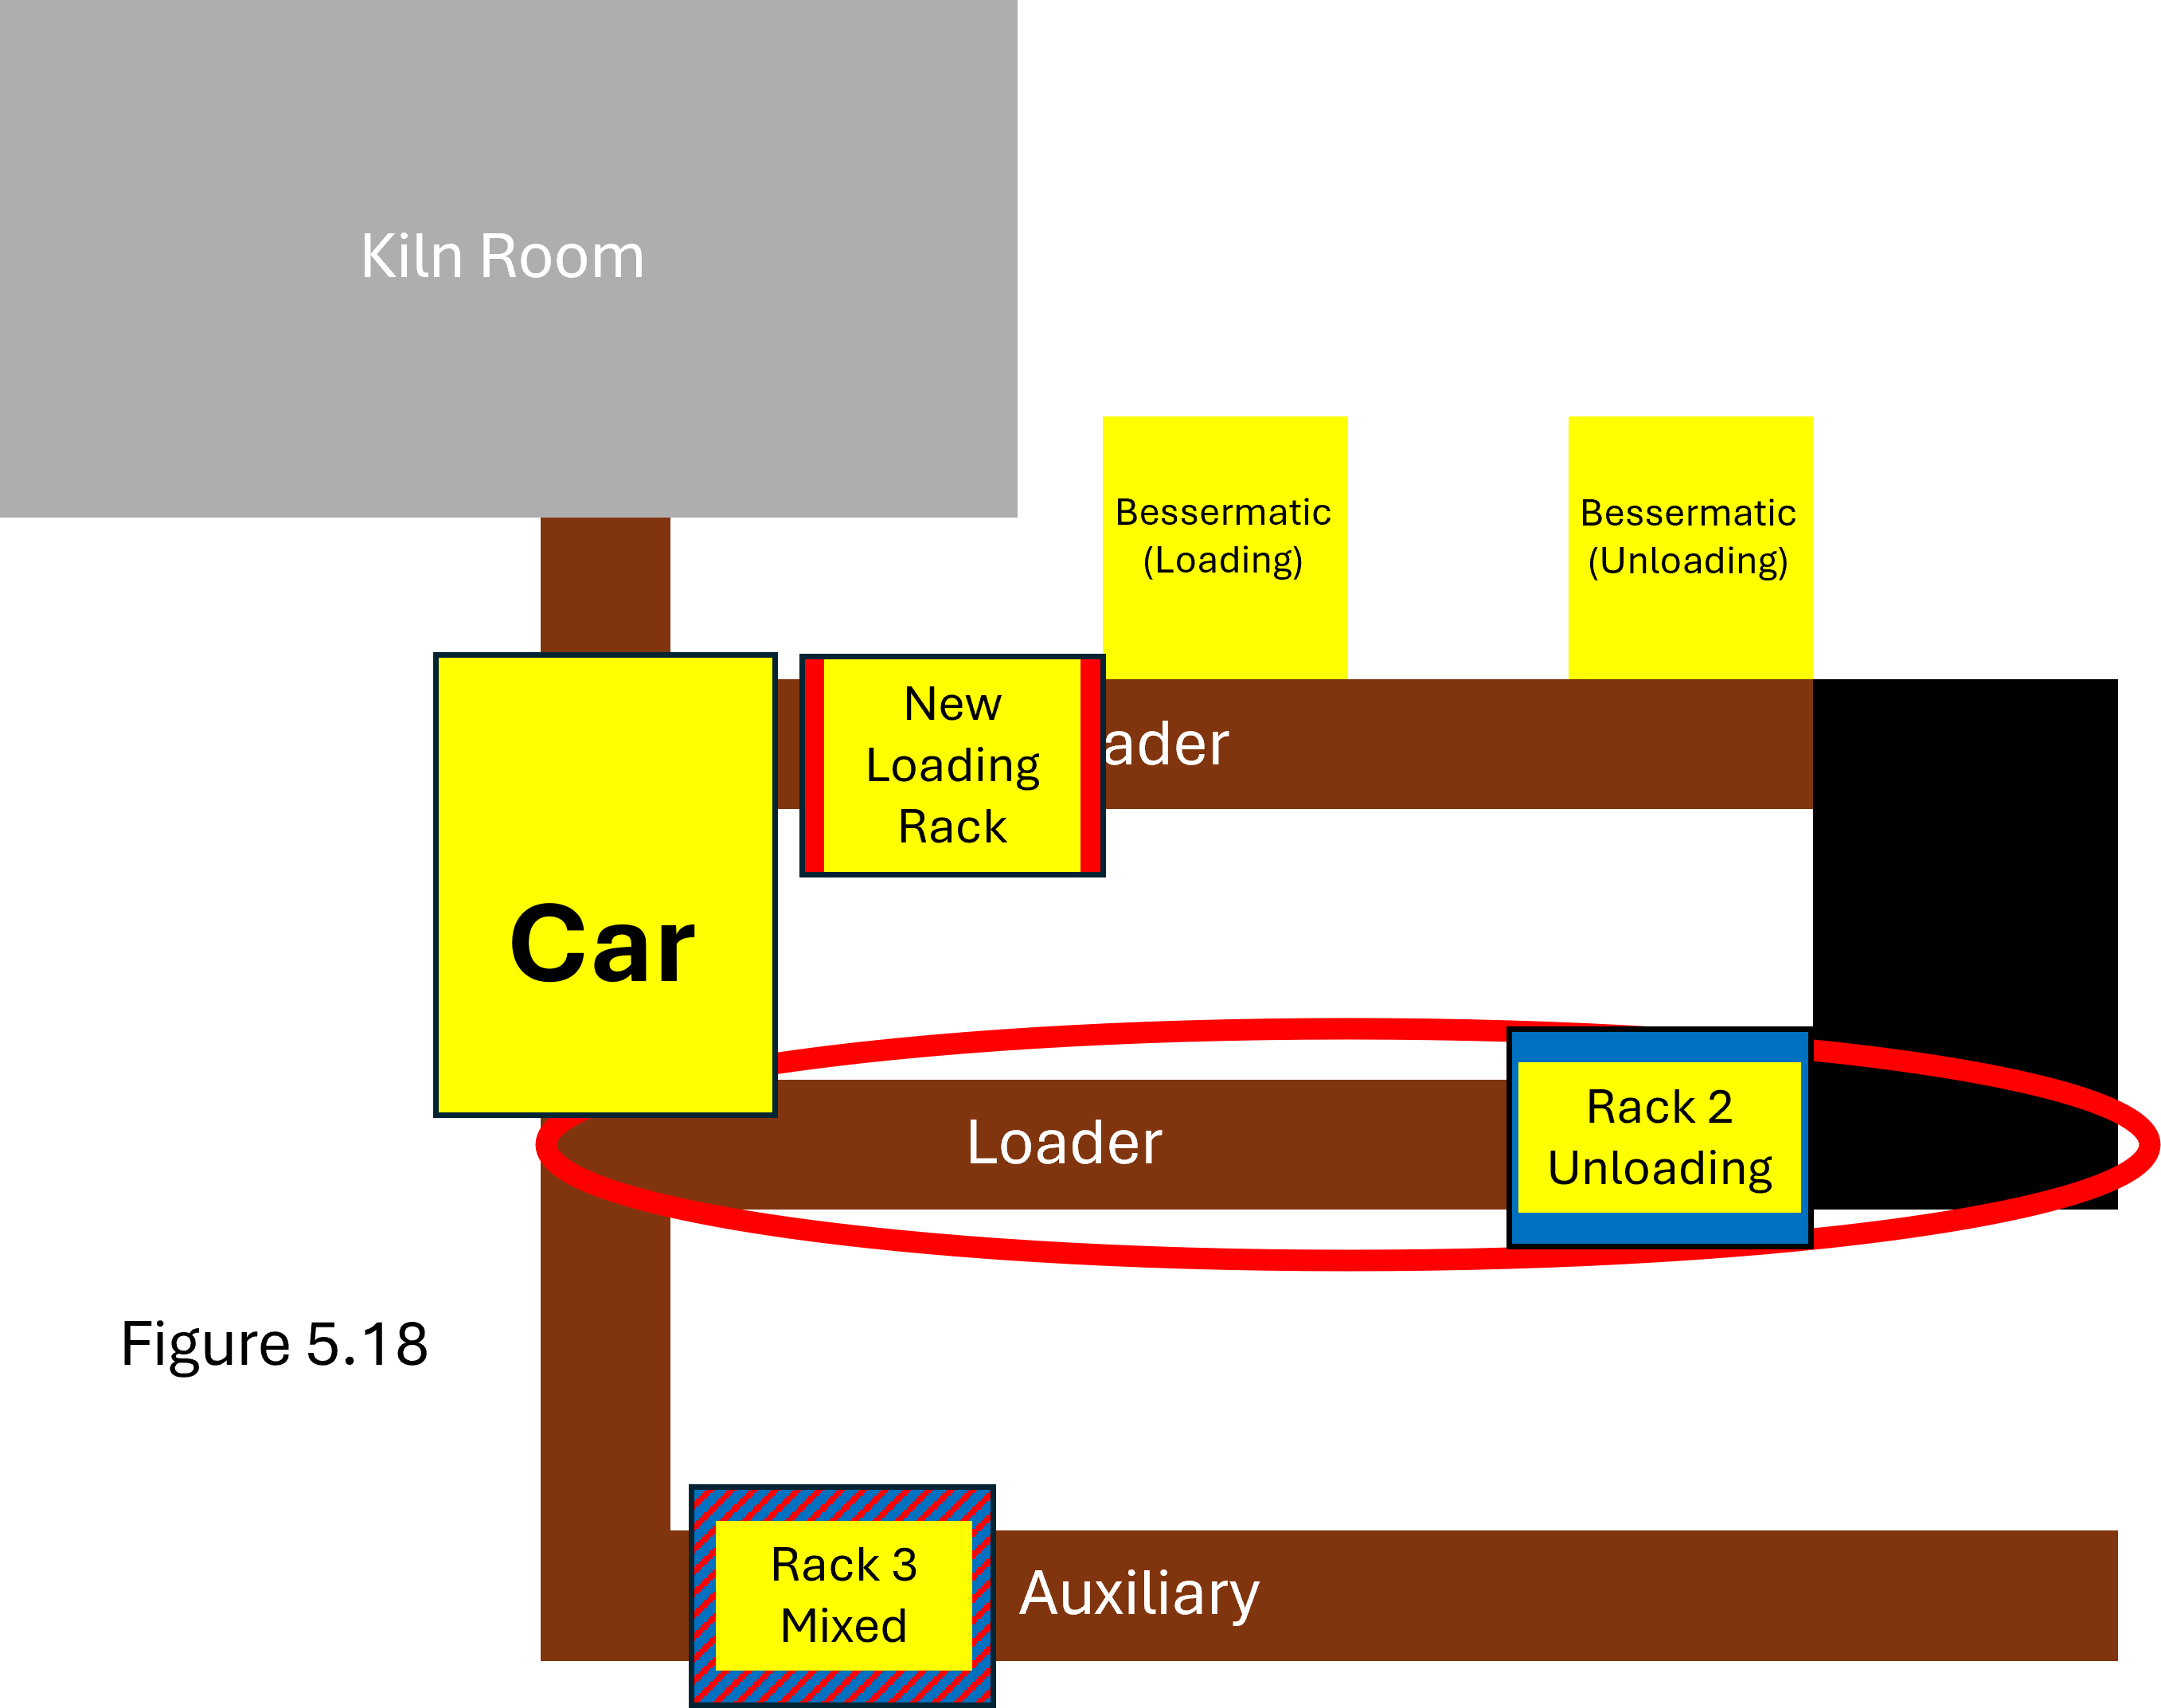 Kiln Room
Bessermatic
(Loading)
Bessermatic
(Unloading)
New
Loading
Rack
ader
Car
Loader
Rack 2
Unloading
Figure 5.18
Rack 3
Mixed
Auxiliary